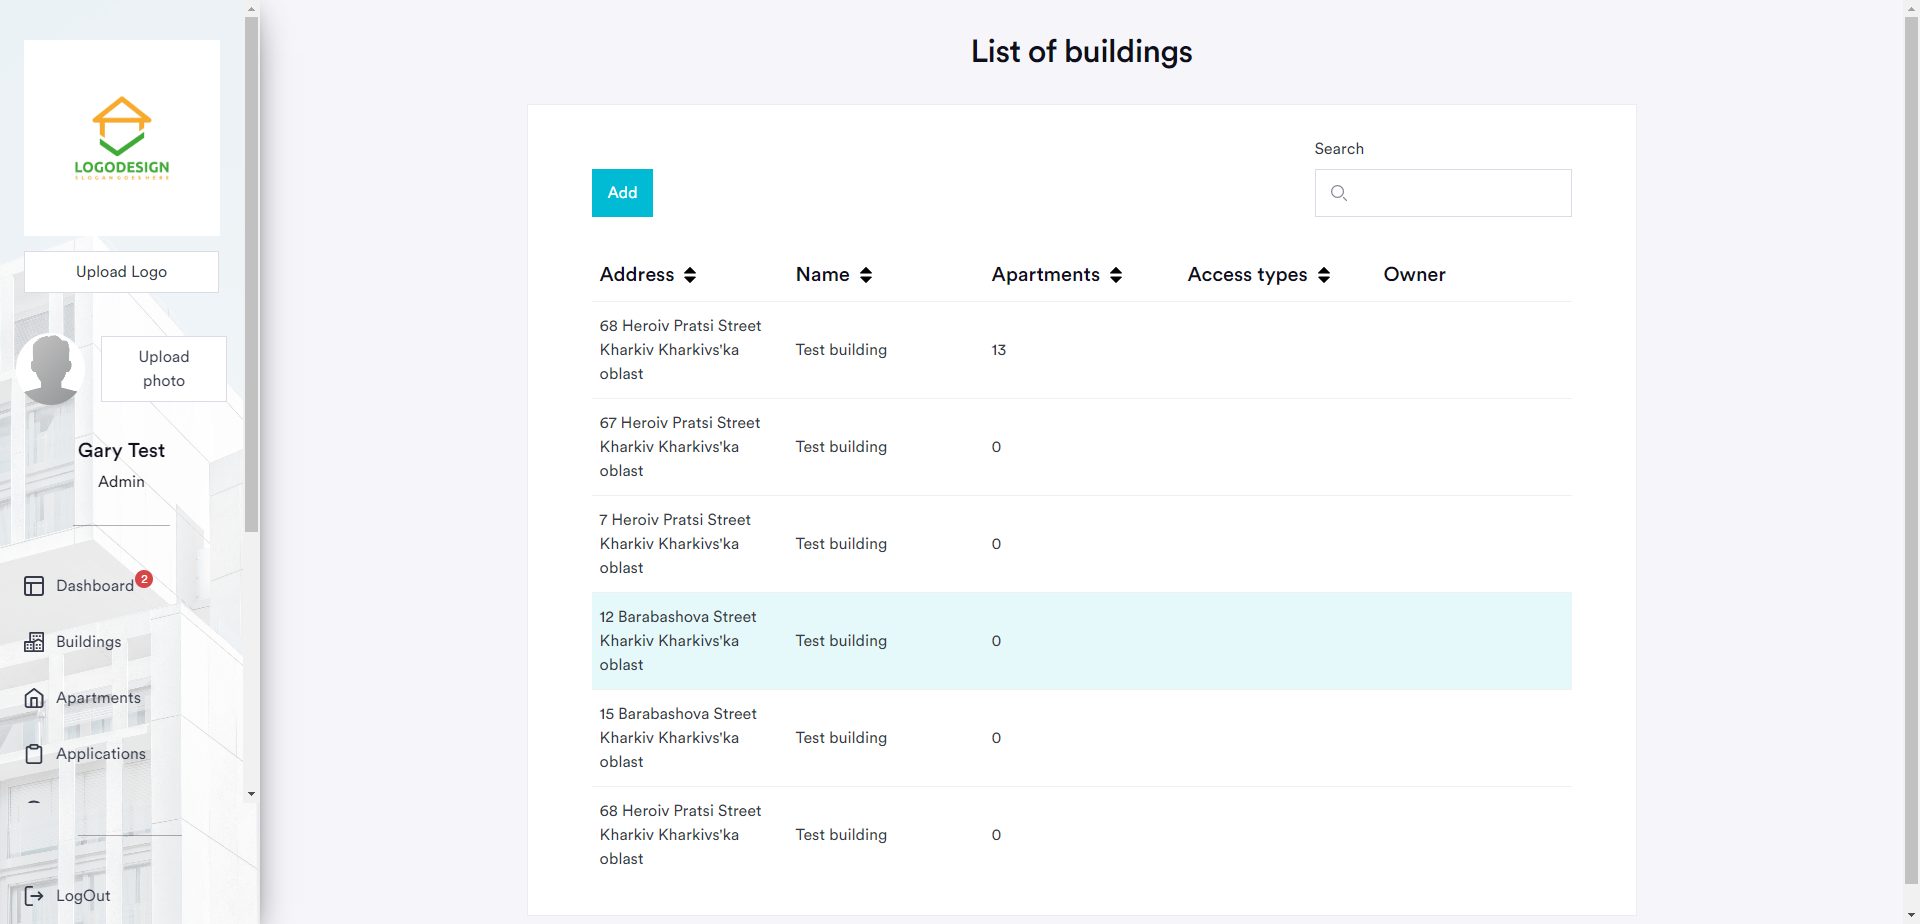 LOGODESIGN
SLOGANGOESHERE
Upload Logo
Upload
photo
Gary Test
Admin
Dashboard 2
Buildings
Apartments
Applications
LogOut
List of buildings
Search
Add
Address Name Apartments Access types Owner
68 Heroiv Pratsi Street
Kharkiv Kharkivs'ka Test building 13
oblast
67 Heroiv Pratsi Street
Kharkiv Kharkivs'ka Test building 0
oblast
7 Heroiv Pratsi Street
Kharkiv Kharkivs'ka Test building 0
oblast
12 Barabashova Street
Kharkiv Kharkivs'ka Test building 0
oblast
15 Barabashova Street
Kharkiv Kharkivs'ka Test building 0
oblast
68 Heroiv Pratsi Street
Kharkiv Kharkivs'ka Test building 0
oblast